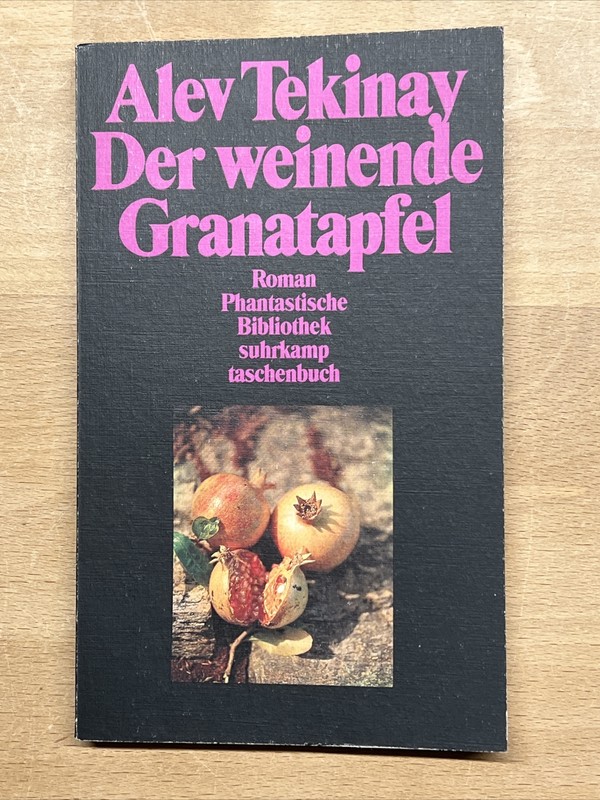 Alev Tekinay
Der weinende
Granatapfel
Roman
Phantastische
Bibliothek
suhrkamp
taschenbuch